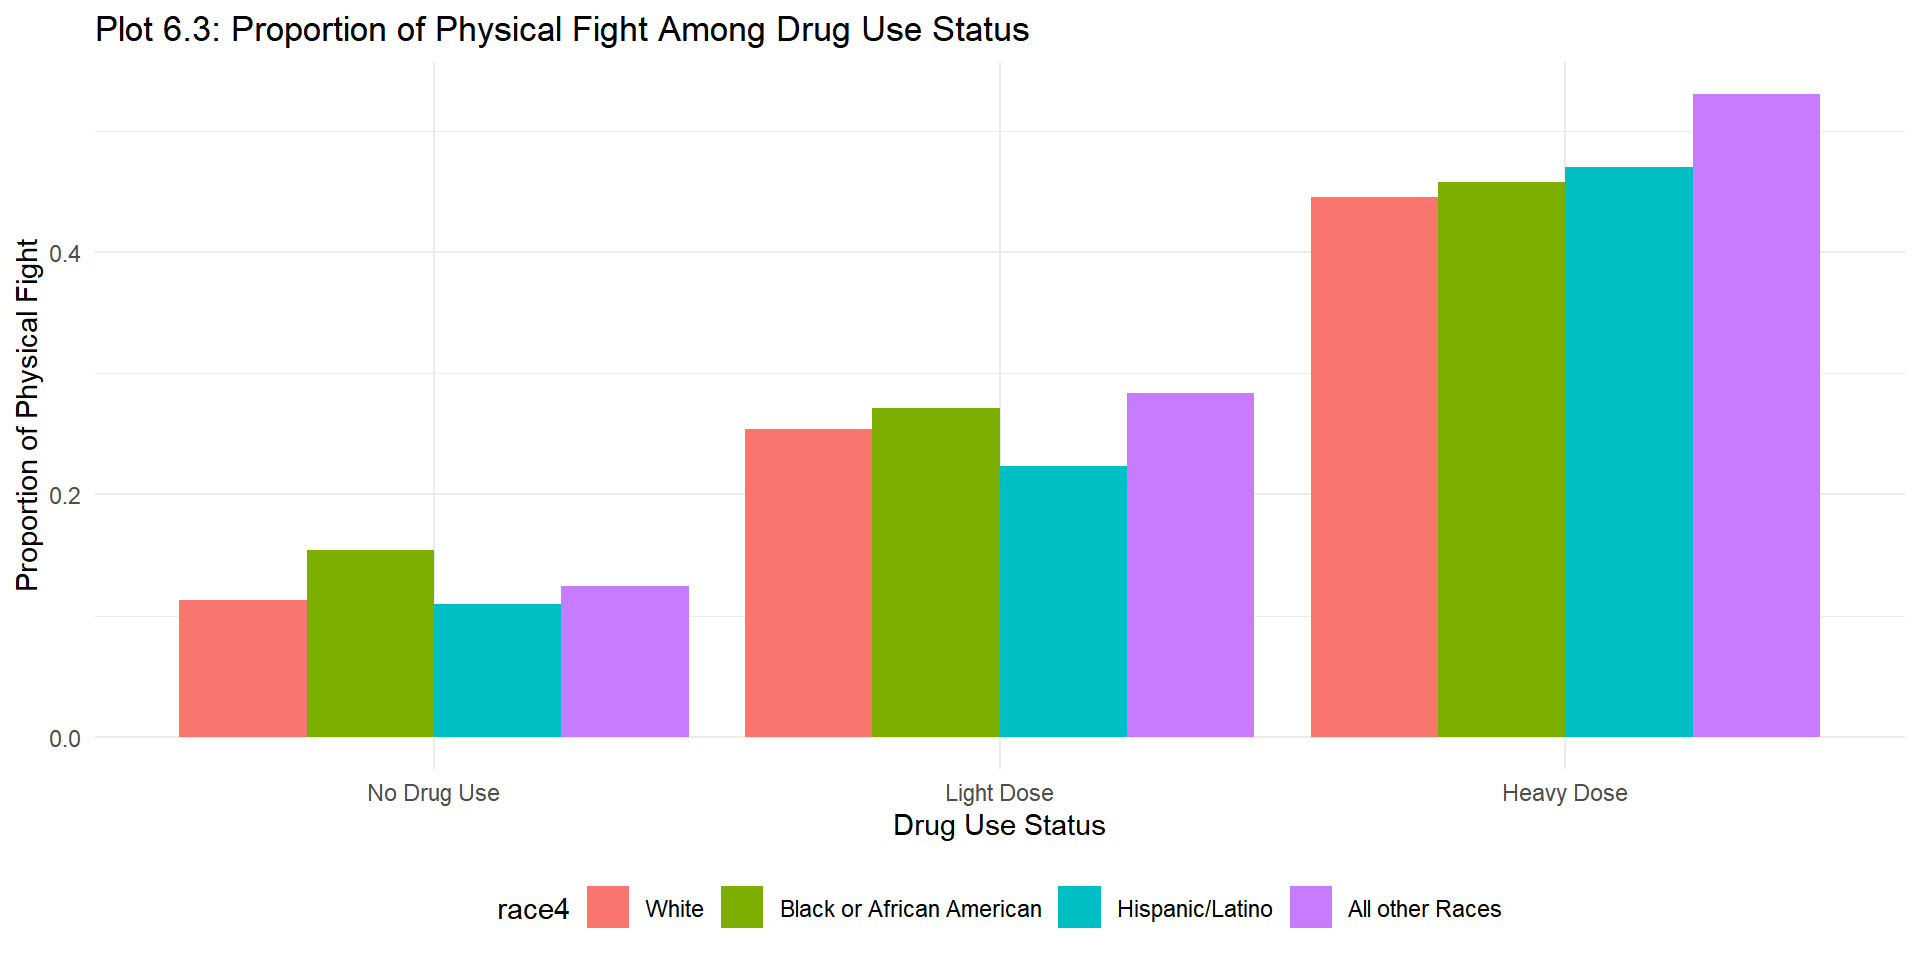 Plot 6.3: Proportion of Physical Fight Among Drug Use Status
Proportion of Physical Fight
0.4
0.2
0.0
No Drug Use
Light Dose
Heavy Dose
Drug Use Status
race4
White
Black or African American
Hispanic/Latino
All other Races